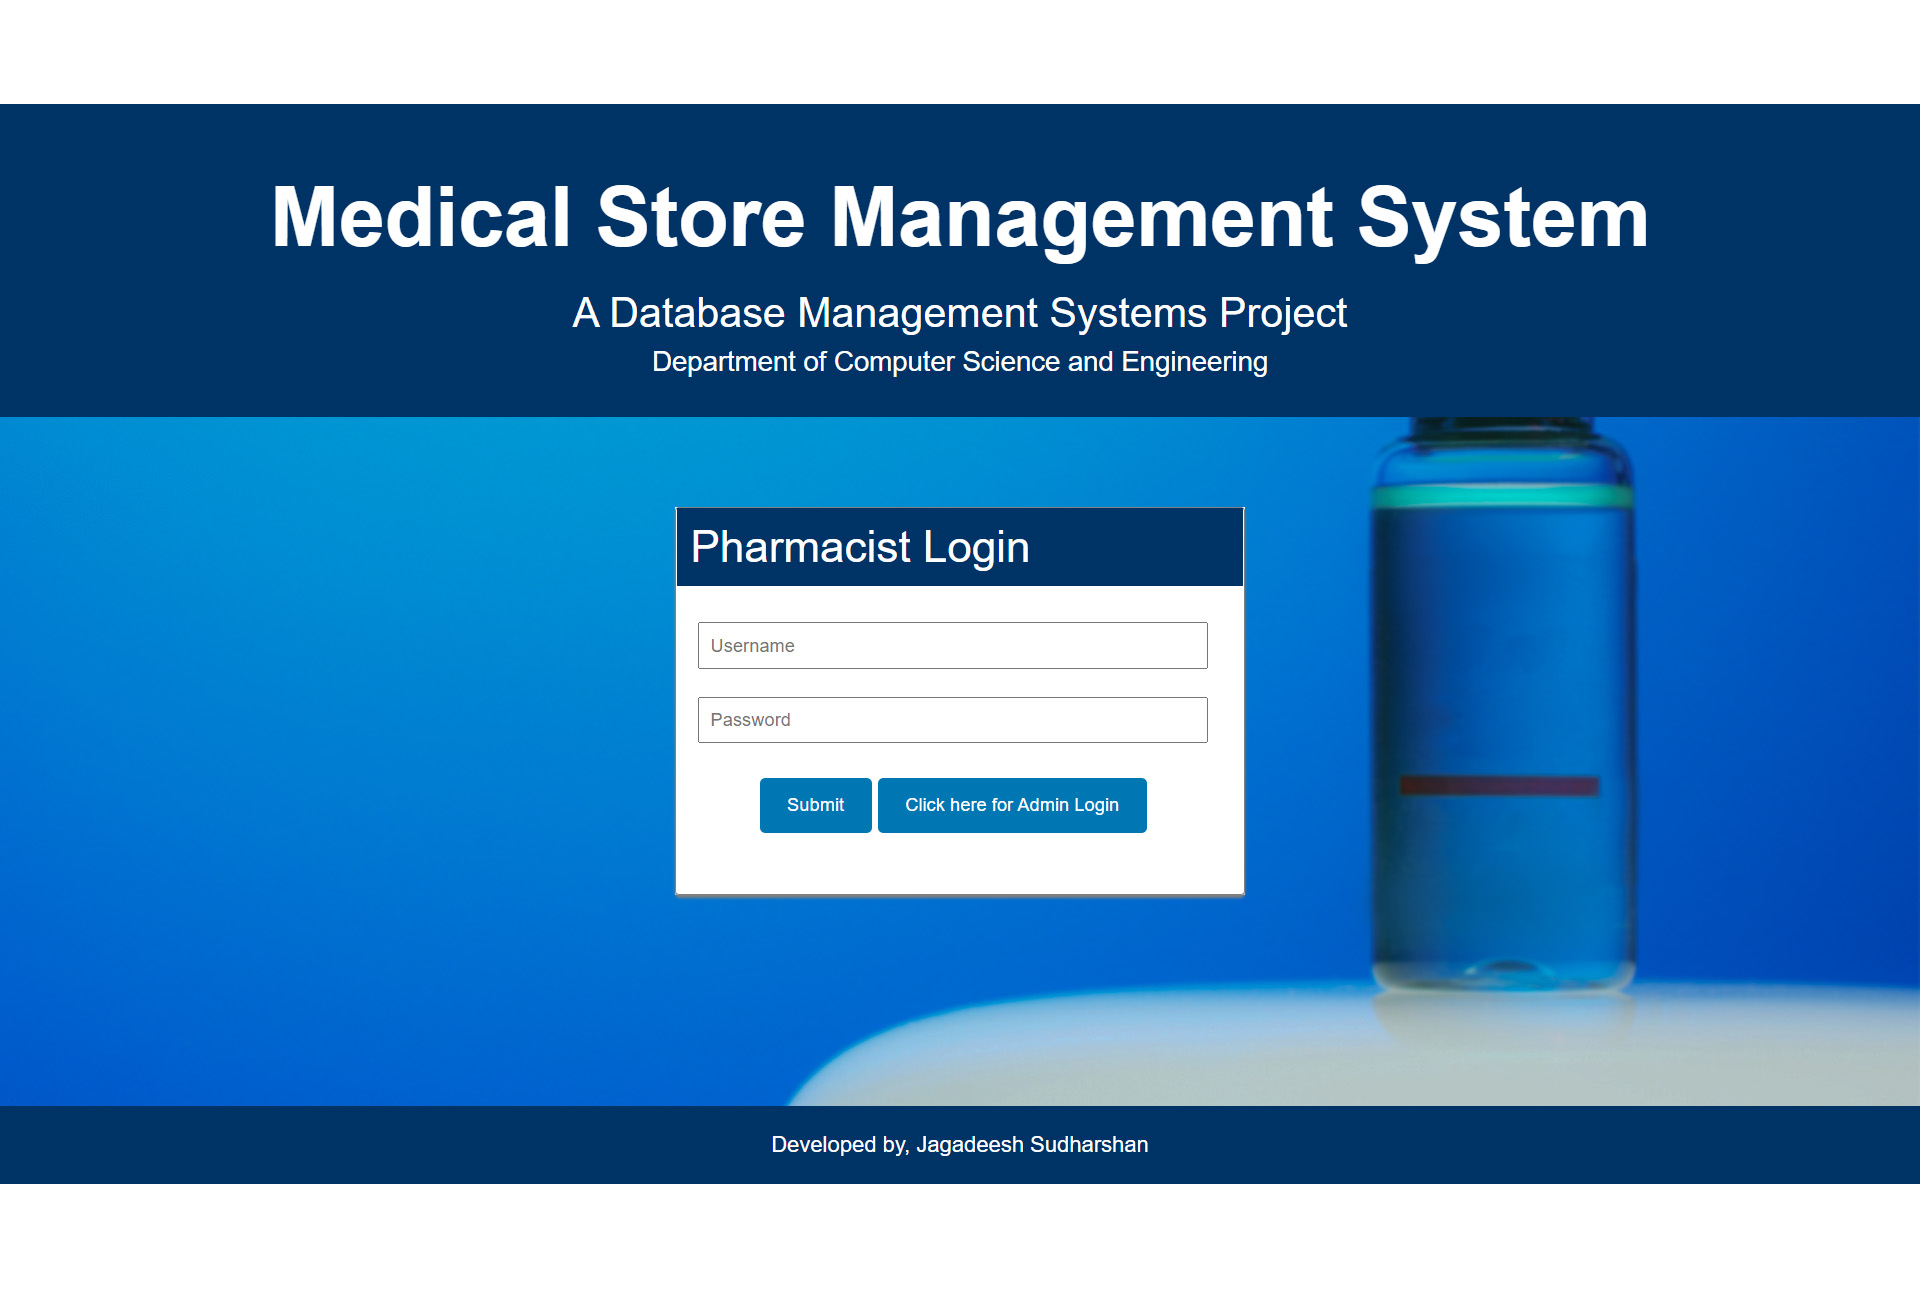 Medical Store Management System
A Database Management Systems Project
Department of Computer Science and Engineering
Pharmacist Login
Username
Password
Submit
Click here for Admin Login
Developed by, Jagadeesh Sudharshan